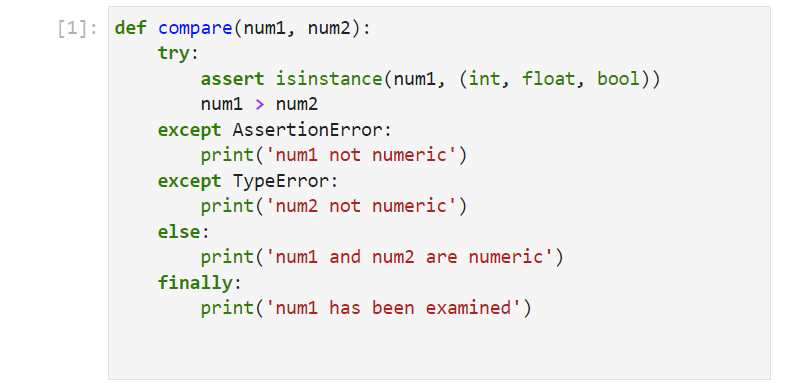 [1]: def compare(num1, num2):
    try:
        assert isinstance(num1, (int, float, bool))
        num1 > num2
    except AssertionError:
        print('num1 not numeric')
    except TypeError:
        print('num2 not numeric')
    else:
        print('num1 and num2 are numeric')
    finally:
        print('num1 has been examined')